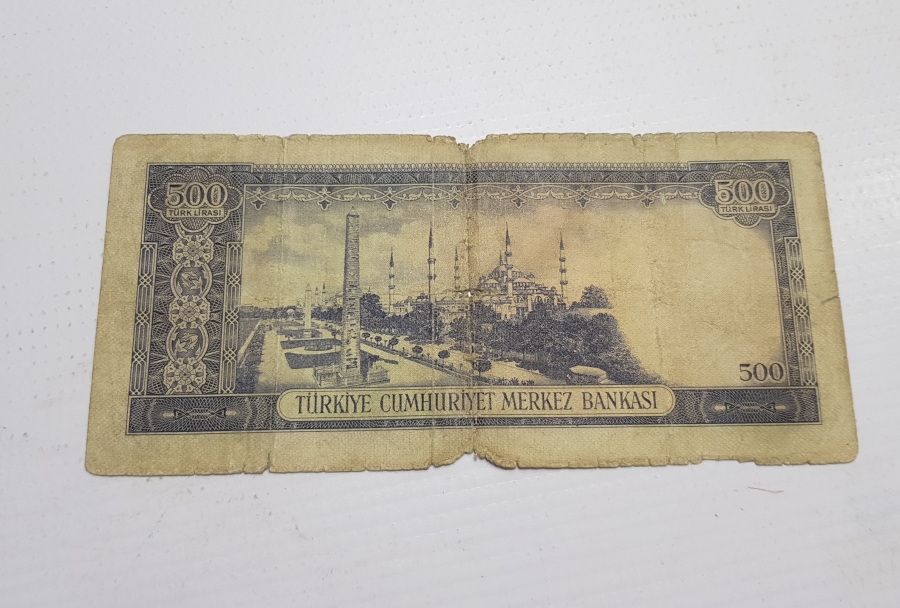 500
TÜRK LİRASI
500
TÜRK LİRASI
500
TÜRKİYE CUMHURİYET MERKEZ BANKASI